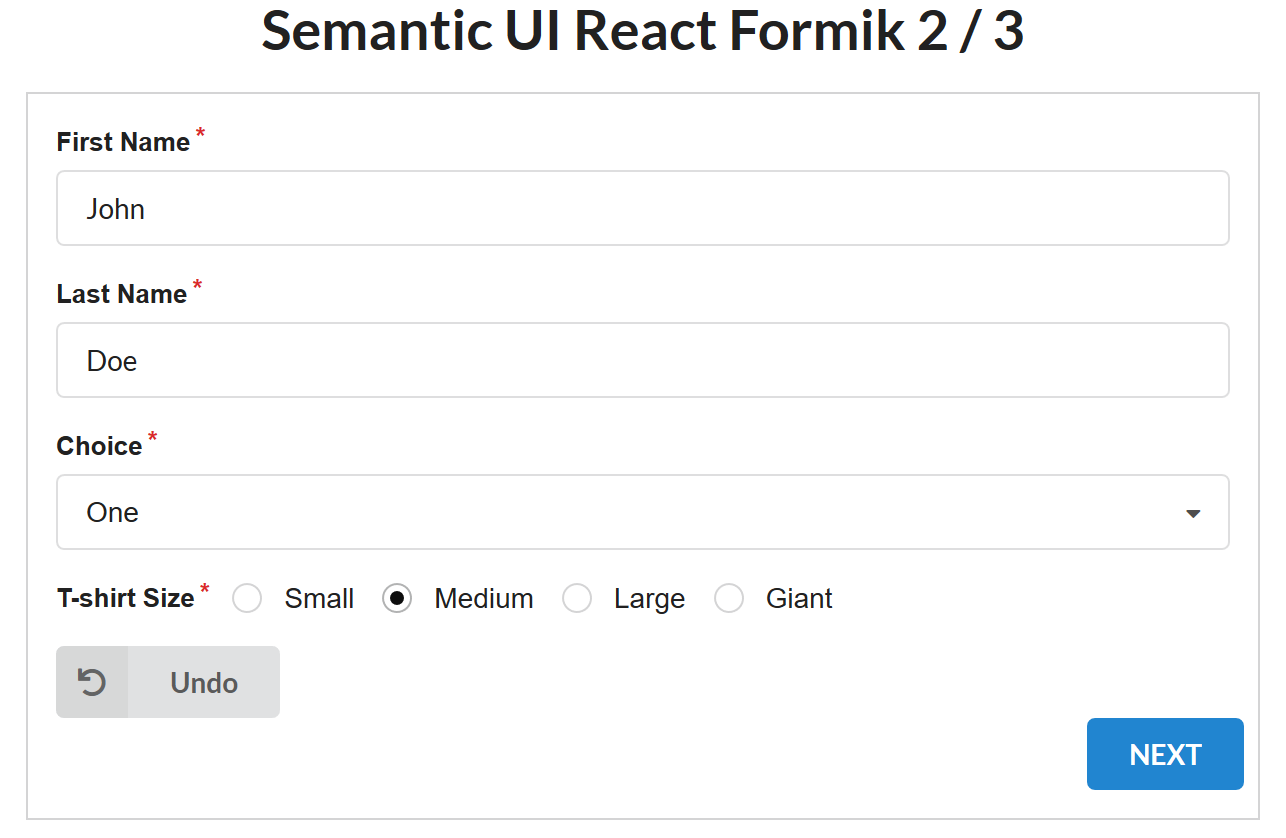 Semantic UI React Formik 2 / 3
First Name *
John
Last Name *
Doe
Choice *
One
T-shirt Size * Small Medium Large Giant
Undo
NEXT